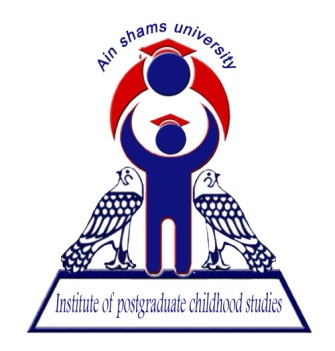 Ain shams university
Institute of postgraduate childhood studies